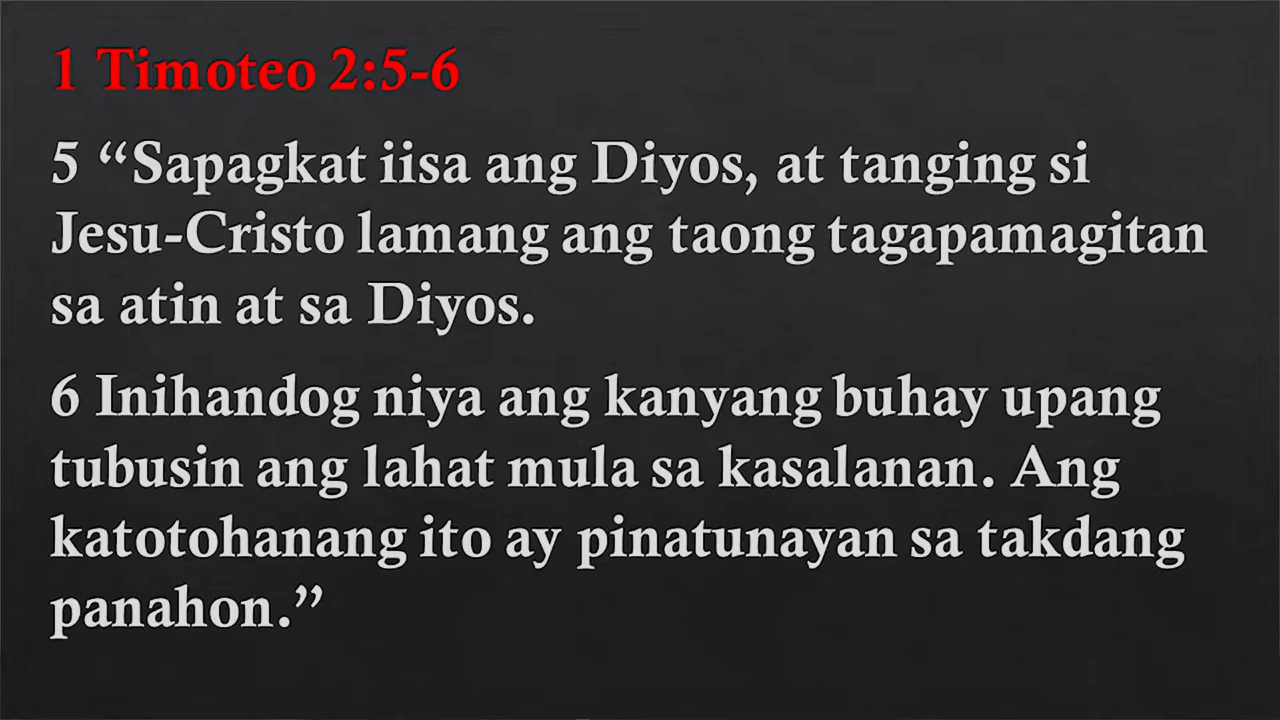 1 Timoteo 2:5-6
5 “Sapagkat iisa ang Diyos, at tanging si
Jesu-Cristo lamang ang taong tagapamagitan
sa atin at sa Diyos.
6 Inihandog niya ang kanyang buhay upang
tubusin ang lahat mula sa kasalanan. Ang
katotohanang ito ay pinatunayan sa takdang
panahon.”